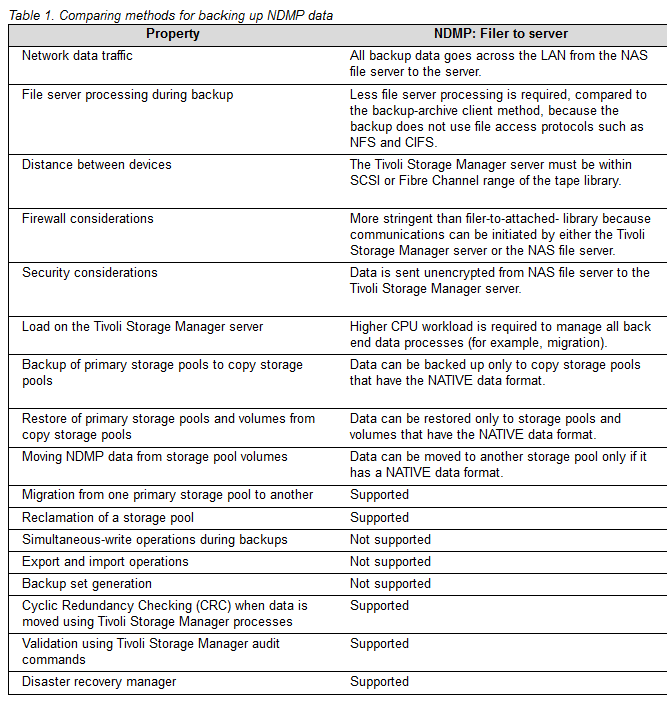 Table 1. Comparing methods for backing up NDMP data
Property NDMP: Filer to server
Network data traffic All backup data goes across the LAN from the NAS
file server to the server.
File server processing during backup Less file server processing is required, compared to
the backup-archive client method, because the
backup does not use file access protocols such as
NFS and CIFS.
Distance between devices The Tivoli Storage Manager server must be within
SCSI or Fibre Channel range of the tape library.
Firewall considerations More stringent than filer-to-attached- library because
communications can be initiated by either the Tivoli
Storage Manager server or the NAS file server.
Security considerations Data is sent unencrypted from NAS file server to the
Tivoli Storage Manager server.
Load on the Tivoli Storage Manager server Higher CPU workload is required to manage all back
end data processes (for example, migration).
Backup of primary storage pools to copy storage Data can be backed up only to copy storage pools
pools that have the NATIVE data format.
Restore of primary storage pools and volumes from Data can be restored only to storage pools and
copy storage pools volumes that have the NATIVE data format.
Moving NDMP data from storage pool volumes Data can be moved to another storage pool only if it
has a NATIVE data format.
Migration from one primary storage pool to another Supported
Reclamation of a storage pool Supported
Simultaneous-write operations during backups Not supported
Export and import operations Not supported
Backup set generation Not supported
Cyclic Redundancy Checking (CRC) when data is Supported
moved using Tivoli Storage Manager processes
Validation using Tivoli Storage Manager audit Supported
commands
Disaster recovery manager Supported